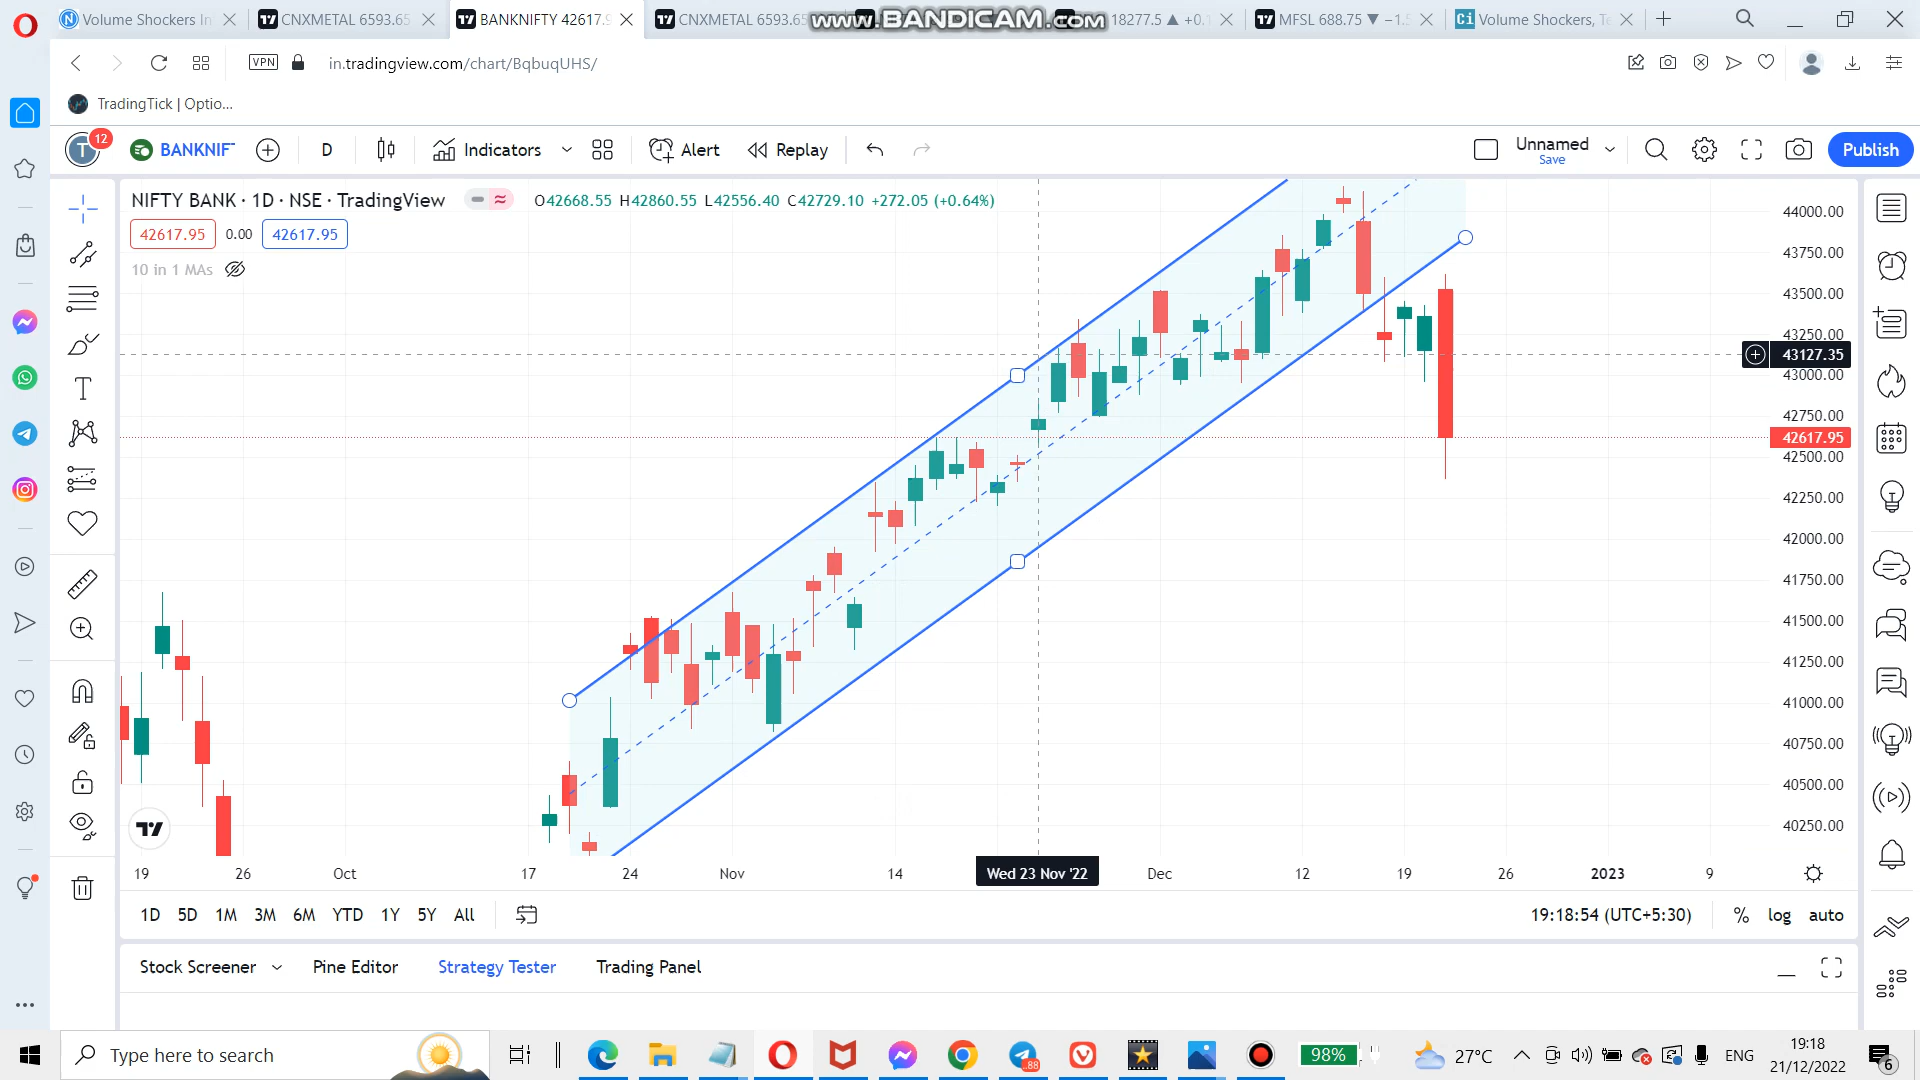 Volume Shockers In
CNXMETAL 6593.65
BANKNIFTY 42617.9
CNXMETAL 6593.65
www.BANDICAM.com
18277.5 ▲ +0.
MFSL 688.75 ▼ −1.5
Ci Volume Shockers, Te
VPN
in.tradingview.com/chart/BqbuqUHS/
TradingTick | Optio...
T 12
BANKNIF
D
Indicators
Alert
Replay
Unnamed
Save
Publish
NIFTY BANK · 1D · NSE · TradingView
O42668.55 H42860.55 L42556.40 C42729.10 +272.05 (+0.64%)
42617.95 0.00 42617.95
10 in 1 MAs
44000.00
43750.00
43500.00
43250.00
43127.35
43000.00
42750.00
42617.95
42500.00
42250.00
42000.00
41750.00
41500.00
41250.00
41000.00
40750.00
40500.00
40250.00
19 26 Oct 17 24 Nov 14 Wed 23 Nov '22 Dec 12 19 26 2023 9
1D 5D 1M 3M 6M YTD 1Y 5Y All
19:18:54 (UTC+5:30) % log auto
Stock Screener Pine Editor Strategy Tester Trading Panel
Type here to search
.88
98%
27°C
ENG
19:18
21/12/2022
6